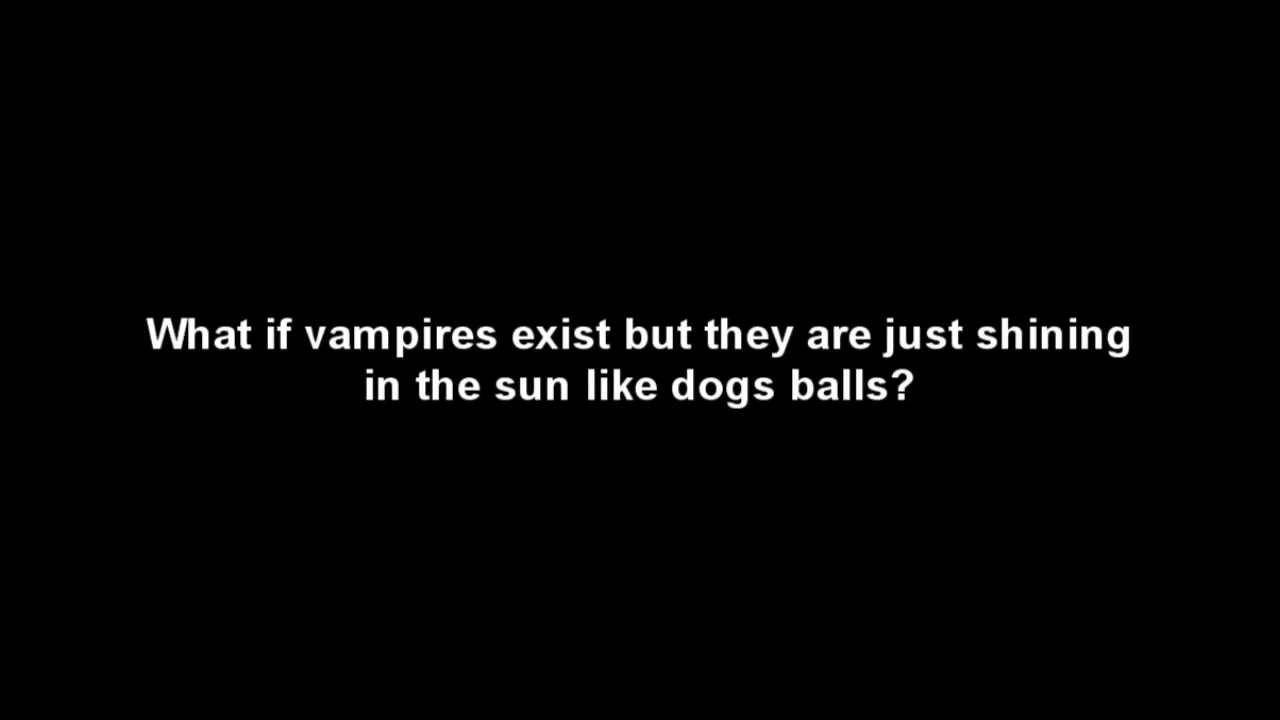 What if vampires exist but they are just shining
in the sun like dogs balls?